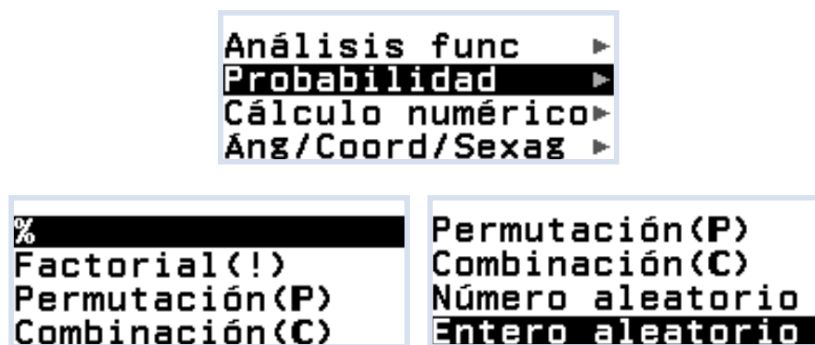 Análisis func
Probabilidad
Cálculo numérico
Áng/Coord/Sexag
%
Factorial(!)
Permutación(P)
Combinación(C)
Permutación(P)
Combinación(C)
Número aleatorio
Entero aleatorio